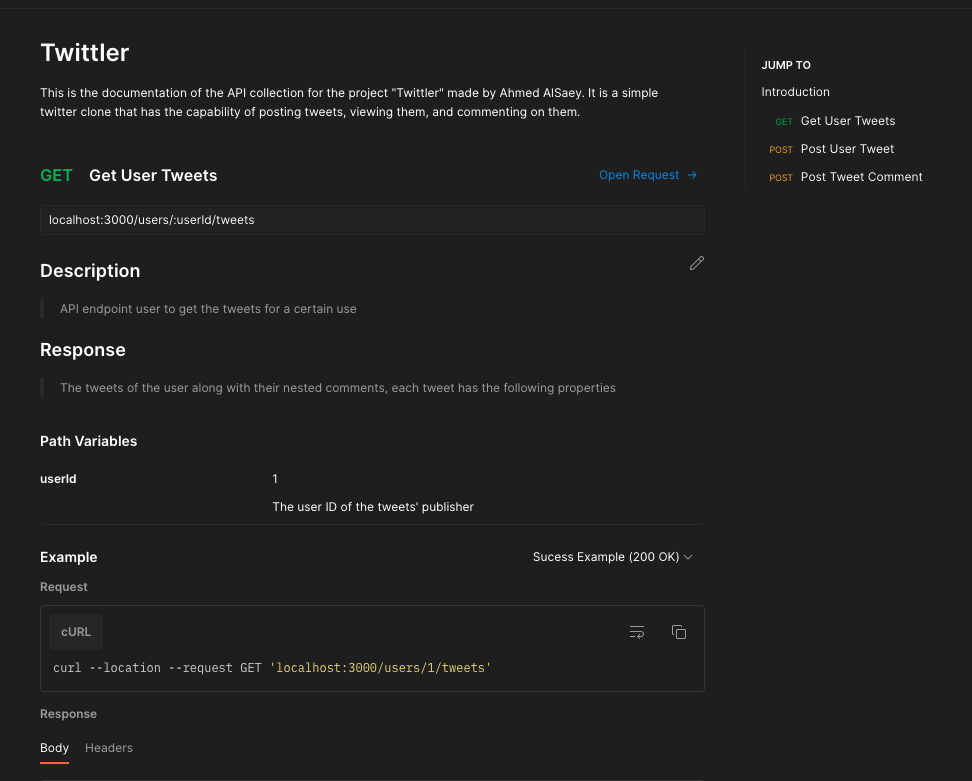 Twittler
This is the documentation of the API collection for the project "Twittler" made by Ahmed AlSaey. It is a simple
twitter clone that has the capability of posting tweets, viewing them, and commenting on them.
GET Get User Tweets
Open Request →
localhost:3000/users/:userId/tweets
Description
API endpoint user to get the tweets for a certain use
Response
The tweets of the user along with their nested comments, each tweet has the following properties
Path Variables
userId 1
The user ID of the tweets' publisher
Example
Sucess Example (200 OK)
Request
cURL
curl --location --request GET 'localhost:3000/users/1/tweets'
Response
Body Headers
JUMP TO
Introduction
GET Get User Tweets
POST Post User Tweet
POST Post Tweet Comment